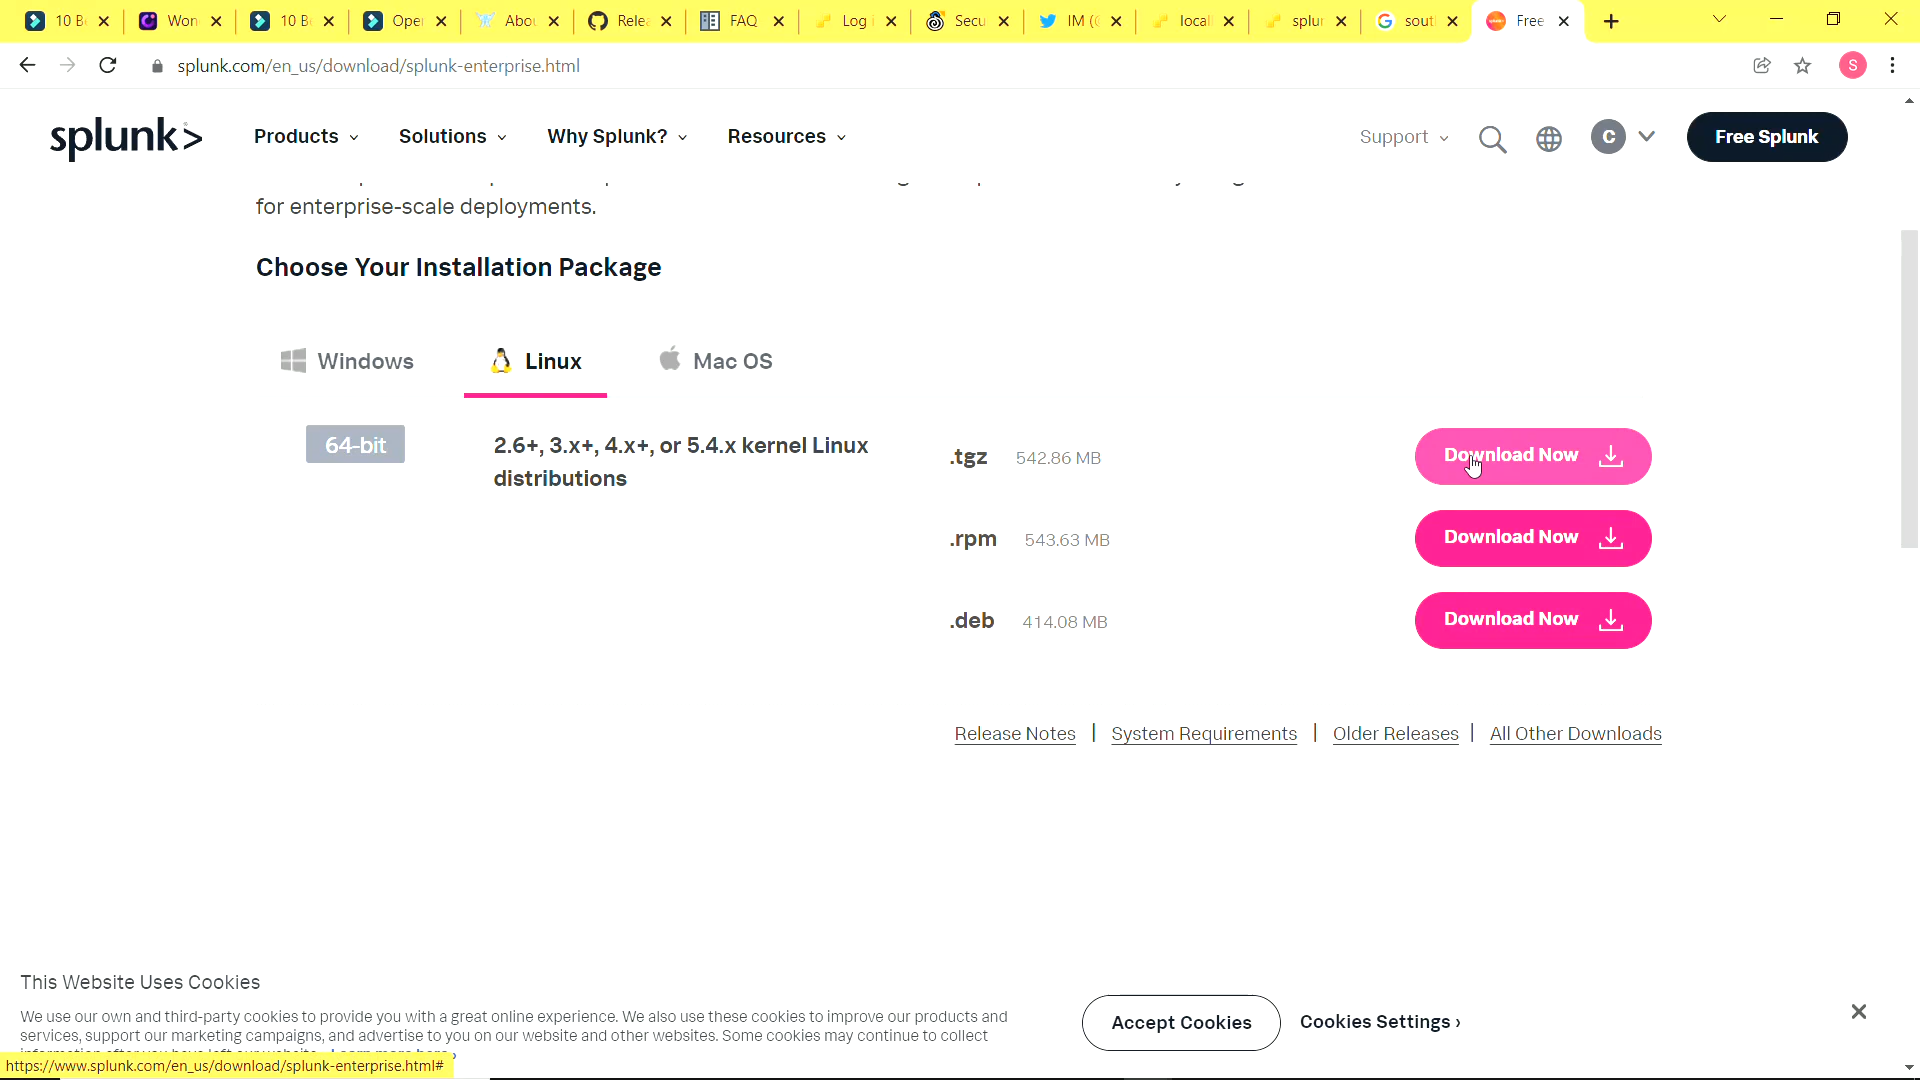 10 Be
Won
10 Be
Ope
Abou
Relea
FAQ
Log i
Secu
IM (
locall
splun
sout
Free
splunk.com/en_us/download/splunk-enterprise.html
S
splunk>
Products
Solutions
Why Splunk?
Resources
Support
C
Free Splunk
for enterprise-scale deployments.
Choose Your Installation Package
Windows
Linux
Mac OS
64-bit
2.6+, 3.x+, 4.x+, or 5.4.x kernel Linux
distributions
.tgz 542.86 MB Download Now
.rpm 543.63 MB Download Now
.deb 414.08 MB Download Now
Release Notes | System Requirements | Older Releases | All Other Downloads
This Website Uses Cookies
We use our own and third-party cookies to provide you with a great online experience. We also use these cookies to improve our products and
services, support our marketing campaigns, and advertise to you on our website and other websites. Some cookies may continue to collect
Accept Cookies
Cookies Settings ›
https://www.splunk.com/en_us/download/splunk-enterprise.html#